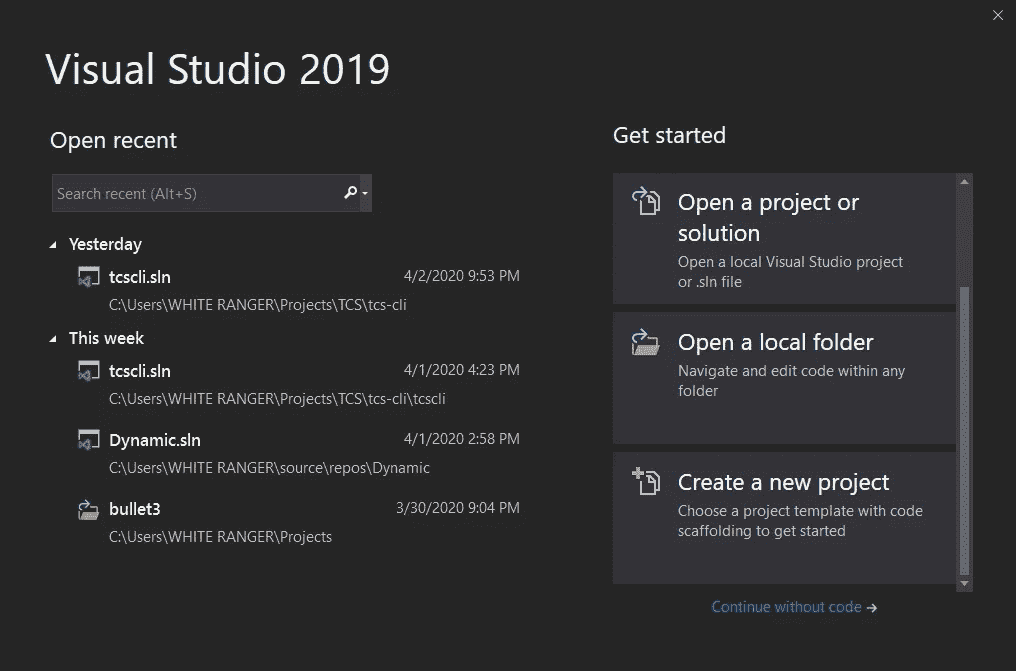 Visual Studio 2019
Open recent
Search recent (Alt+S)
Yesterday
tcscli.sln 4/2/2020 9:53 PM
C:\Users\WHITE RANGER\Projects\TCS\tcs-cli
This week
tcscli.sln 4/1/2020 4:23 PM
C:\Users\WHITE RANGER\Projects\TCS\tcs-cli\tcscli
Dynamic.sln 4/1/2020 2:58 PM
C:\Users\WHITE RANGER\source\repos\Dynamic
bullet3 3/30/2020 9:04 PM
C:\Users\WHITE RANGER\Projects
Get started
Open a project or
solution
Open a local Visual Studio project
or .sln file
Open a local folder
Navigate and edit code within any
folder
Create a new project
Choose a project template with code
scaffolding to get started
Continue without code →